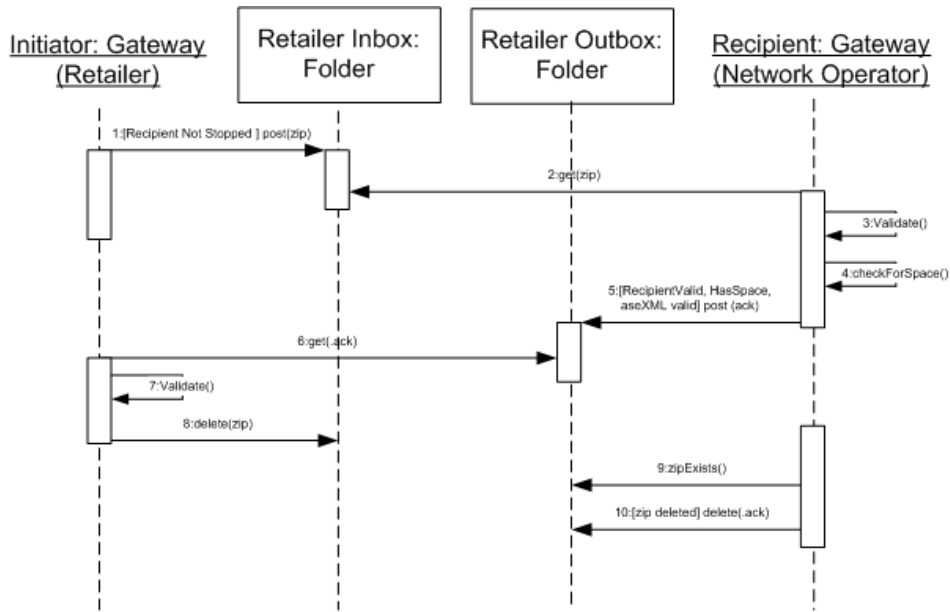 Initiator: Gateway
(Retailer)
Retailer Inbox:
Folder
Retailer Outbox:
Folder
Recipient: Gateway
(Network Operator)
1:[Recipient Not Stopped ] post(zip)
2:get(zip)
3:Validate()
4:checkForSpace()
5:[RecipientValid, HasSpace,
aseXML valid] post (ack)
6:get(.ack)
7:Validate()
8:delete(zip)
9:zipExists()
10:[zip deleted] delete(.ack)